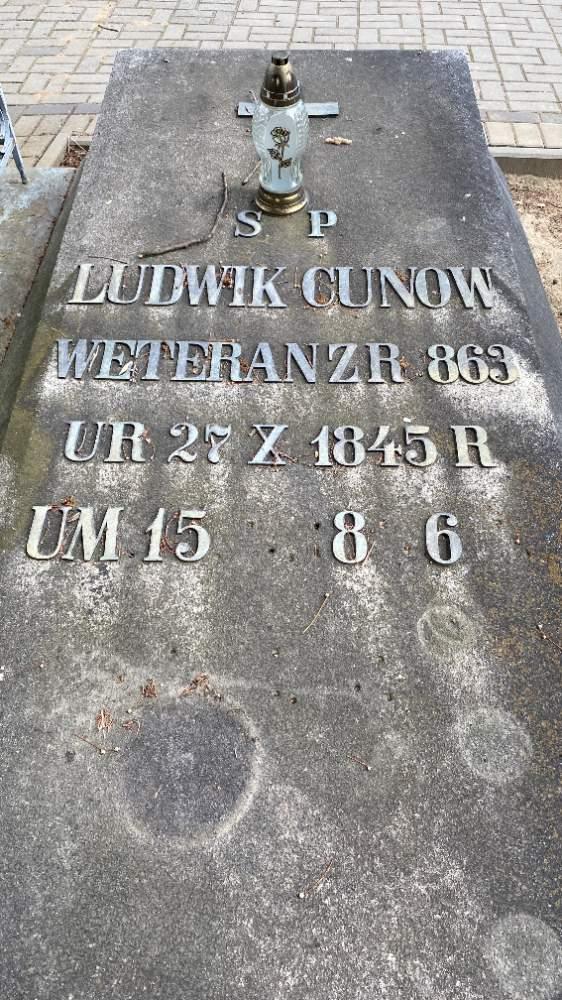 S P
LUDWIK CUNOW
WETERAN Z R 863
UR 27 X 1845 R
UM 15 8 6